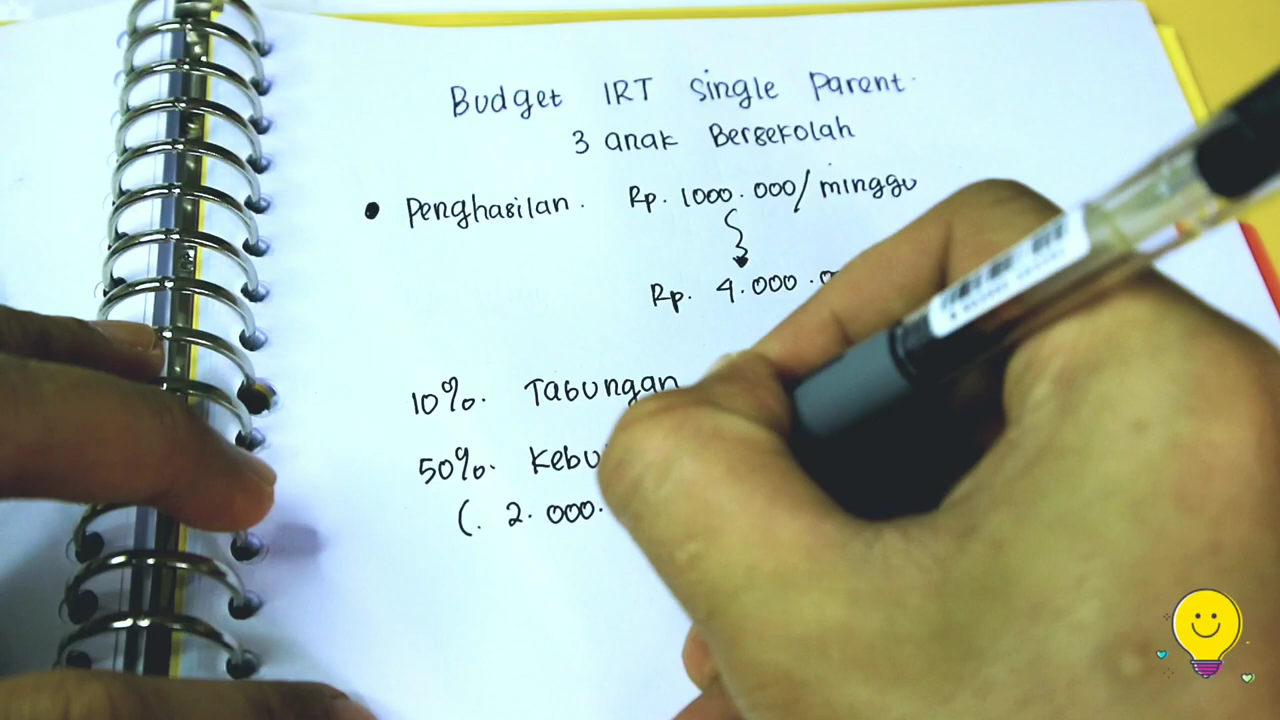 Budget IRT Single Parent.
3 anak Bersekolah
• Penghasilan. Rp. 1000.000/minggu
Rp. 4.000.0
10%. Tabungan
50%. Kebu
(. 2.000.